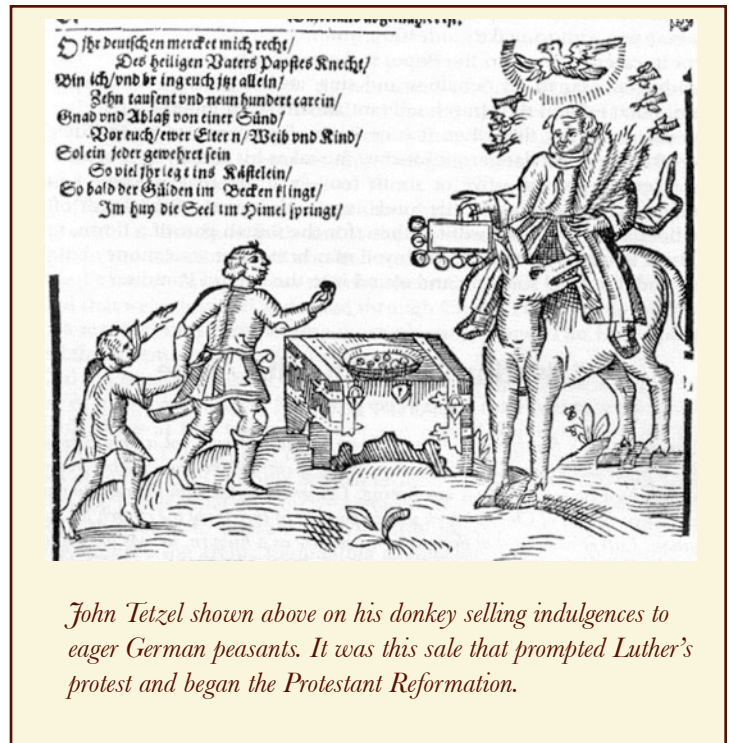 O jhr deutschen mercket mich recht/
Des heiligen Vaters Papstes Knecht/
Bin ich/ vnd br ing euch jtzt allein/
Zehn tausent vnd neun hundert carein/
Gnad vnd Ablaß von einer Sünd/
Vor euch/ ewer Eltern/ Weib vnd Kind/
Sol ein jeder gewehret sein
So viel jhr legt ins Kästelein/
So bald der Gülden im Becken klingt/
Im huy die Seel im Himel springt/
John Tetzel shown above on his donkey selling indulgences to
eager German peasants. It was this sale that prompted Luther's
protest and began the Protestant Reformation.